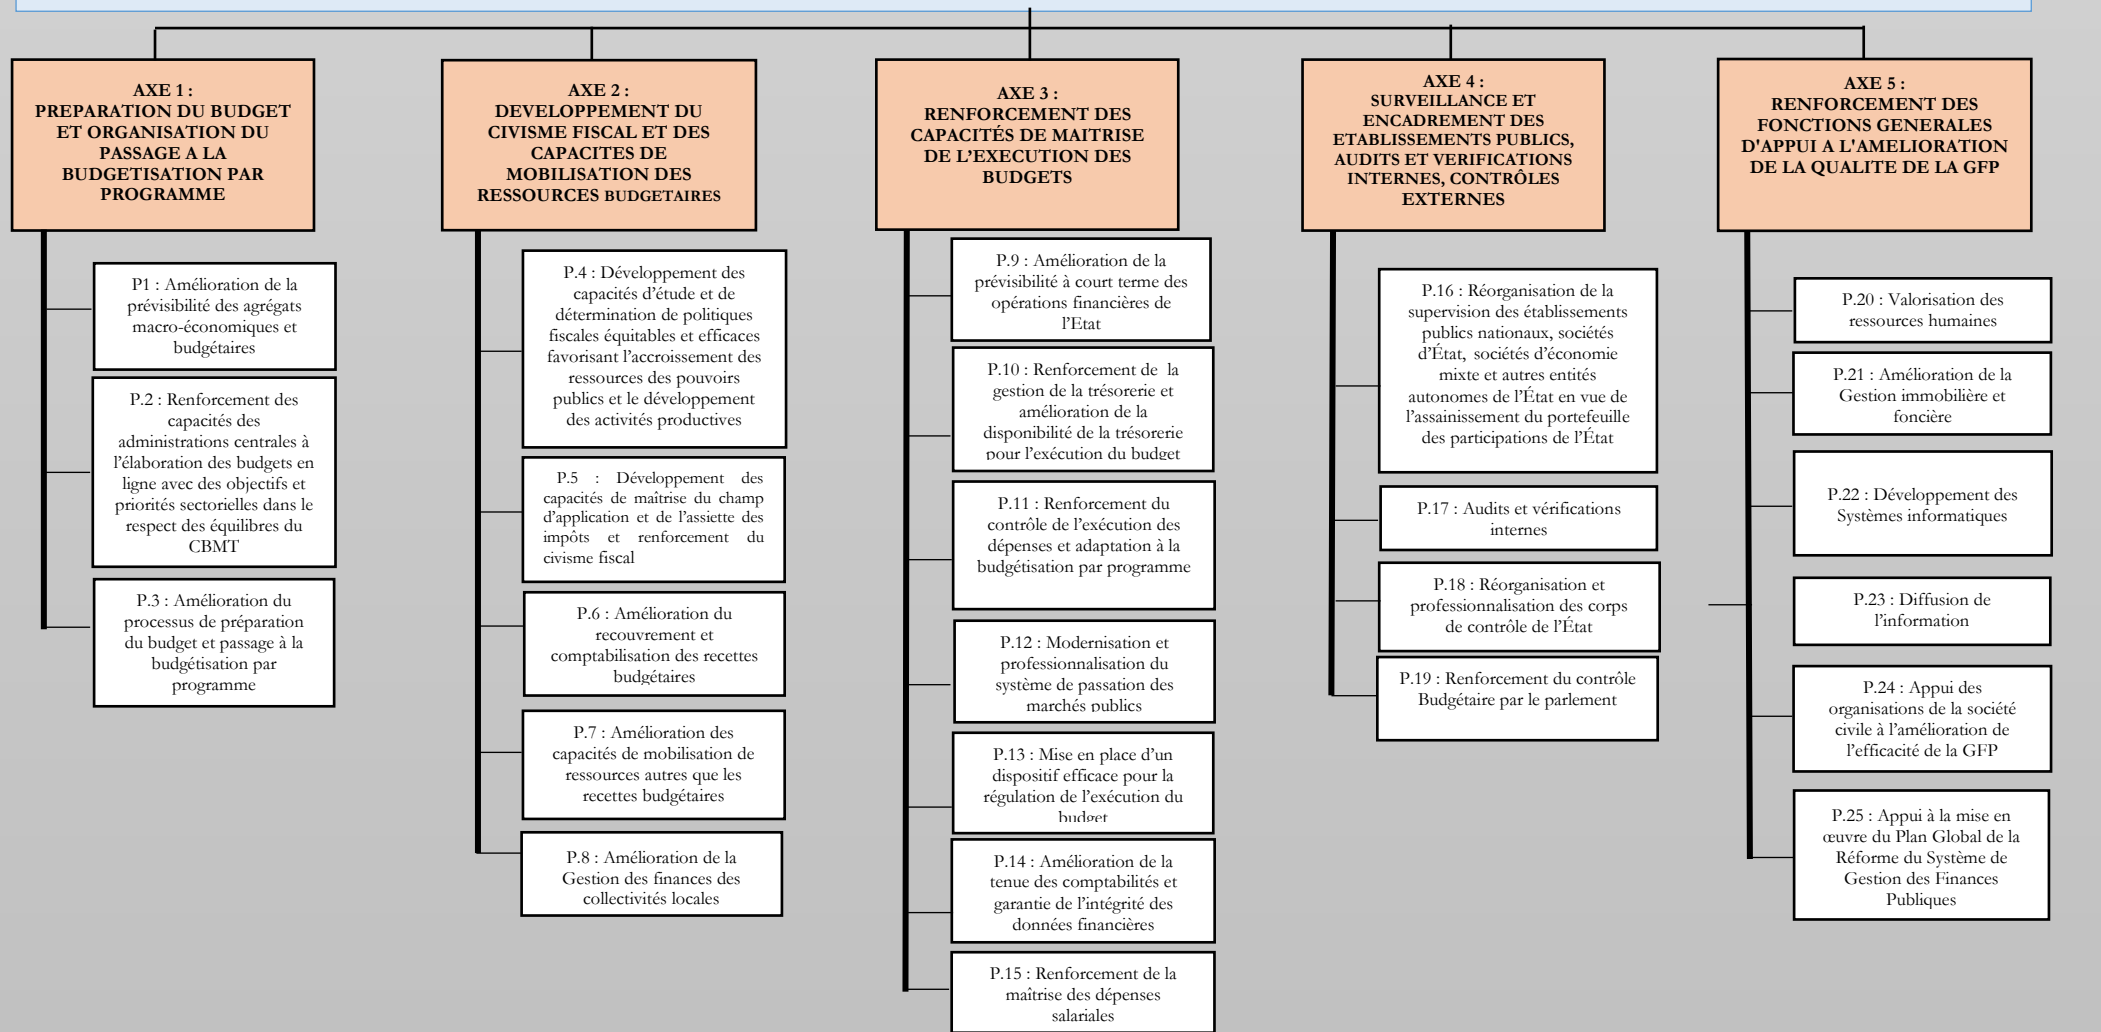 AXE 1 :
PREPARATION DU BUDGET
ET ORGANISATION DU
PASSAGE A LA
BUDGETISATION PAR
PROGRAMME
P1 : Amélioration de la
prévisibilité des agrégats
macro-économiques et
budgétaires
P.2 : Renforcement des
capacités des
administrations centrales à
l’élaboration des budgets en
ligne avec des objectifs et
priorités sectorielles dans le
respect des équilibres du
CBMT
P.3 : Amélioration du
processus de préparation
du budget et passage à la
budgétisation par
programme
AXE 2 :
DEVELOPPEMENT DU
CIVISME FISCAL ET DES
CAPACITES DE
MOBILISATION DES
RESSOURCES BUDGETAIRES
P.4 : Développement des
capacités d’étude et de
détermination de politiques
fiscales équitables et efficaces
favorisant l’accroissement des
ressources des pouvoirs
publics et le développement
des activités productives
P.5 : Développement des
capacités de maîtrise du champ
d’application et de l’assiette des
impôts et renforcement du
civisme fiscal
P.6 : Amélioration du
recouvrement et
comptabilisation des recettes
budgétaires
P.7 : Amélioration des
capacités de mobilisation de
ressources autres que les
recettes budgétaires
P.8 : Amélioration de la
Gestion des finances des
collectivités locales
AXE 3 :
RENFORCEMENT DES
CAPACITÉS DE MAITRISE
DE L’EXECUTION DES
BUDGETS
P.9 : Amélioration de la
prévisibilité à court terme des
opérations financières de
l’Etat
P.10 : Renforcement de la
gestion de la trésorerie et
amélioration de la
disponibilité de la trésorerie
pour l’exécution du budget
P.11 : Renforcement du
contrôle de l’exécution des
dépenses et adaptation à la
budgétisation par programme
P.12 : Modernisation et
professionnalisation du
système de passation des
marchés publics
P.13 : Mise en place d’un
dispositif efficace pour la
régulation de l’exécution du
budget
P.14 : Amélioration de la
tenue des comptabilités et
garantie de l’intégrité des
données financières
P.15 : Renforcement de la
maîtrise des dépenses
salariales
AXE 4 :
SURVEILLANCE ET
ENCADREMENT DES
ETABLISSEMENTS PUBLICS,
AUDITS ET VERIFICATIONS
INTERNES, CONTRÔLES
EXTERNES
P.16 : Réorganisation de la
supervision des établissements
publics nationaux, sociétés
d’État, sociétés d’économie
mixte et autres entités
autonomes de l’État en vue de
l’assainissement du portefeuille
des participations de l’État
P.17 : Audits et vérifications
internes
P.18 : Réorganisation et
professionnalisation des corps
de contrôle de l’État
P.19 : Renforcement du contrôle
Budgétaire par le parlement
AXE 5 :
RENFORCEMENT DES
FONCTIONS GENERALES
D'APPUI A L'AMELIORATION
DE LA QUALITE DE LA GFP
P.20 : Valorisation des
ressources humaines
P.21 : Amélioration de la
Gestion immobilière et
foncière
P.22 : Développement des
Systèmes informatiques
P.23 : Diffusion de
l’information
P.24 : Appui des
organisations de la société
civile à l’amélioration de
l’efficacité de la GFP
P.25 : Appui à la mise en
œuvre du Plan Global de la
Réforme du Système de
Gestion des Finances
Publiques